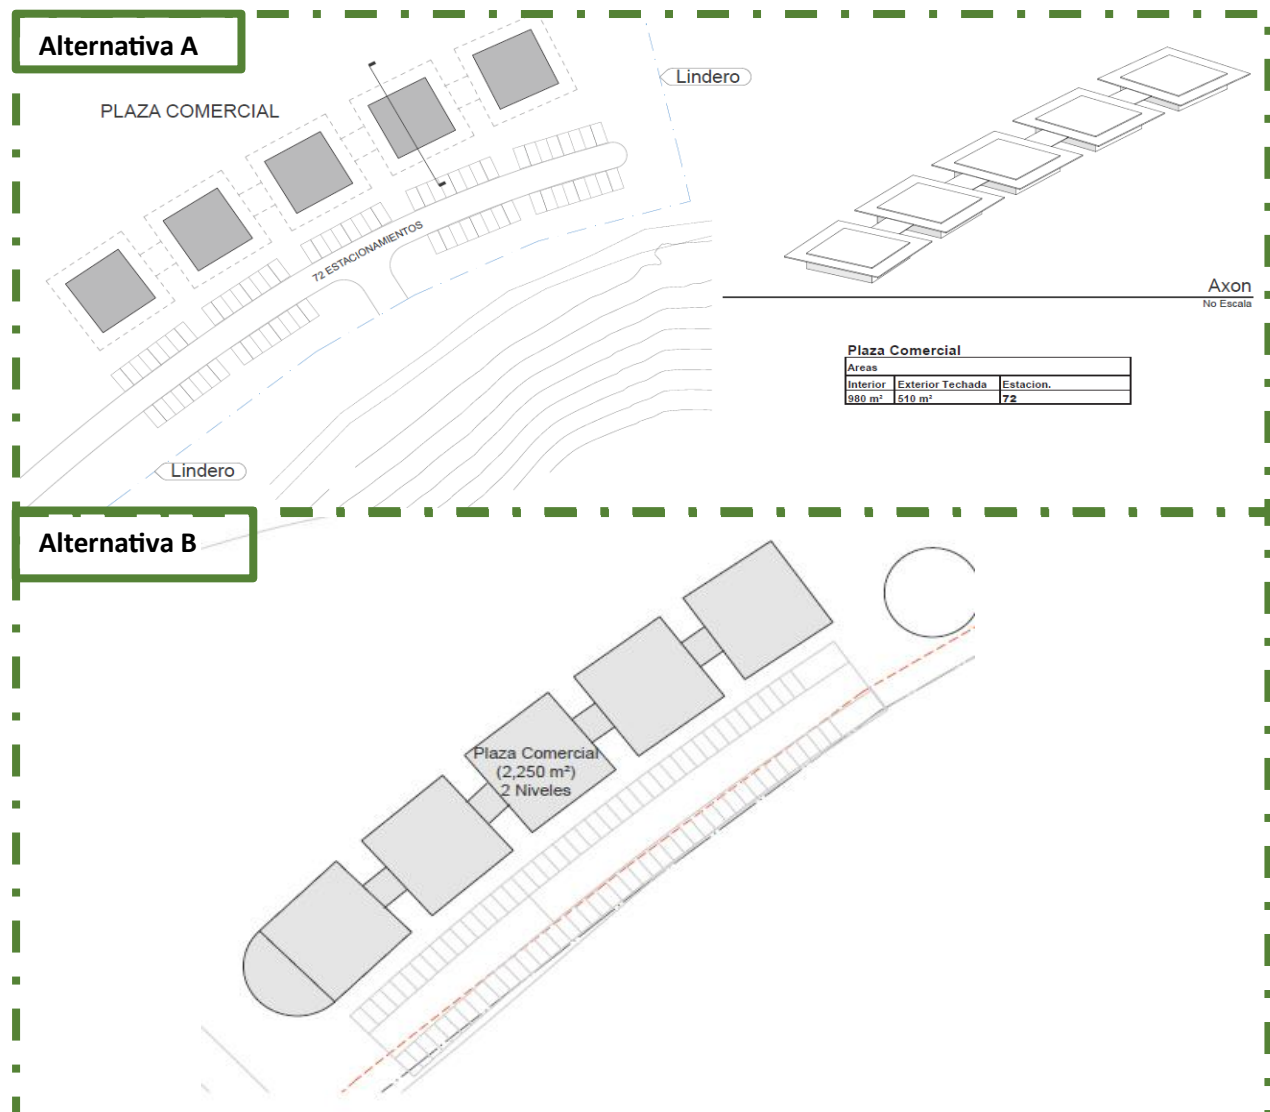 Alternativa A
PLAZA COMERCIAL
Lindero
72 ESTACIONAMIENTOS
Lindero
Axon
No Escala
Plaza Comercial
Areas
Interior Exterior Techada Estacion.
980 m² 510 m² 72
Alternativa B
Plaza Comercial
(2,250 m²)
2 Niveles